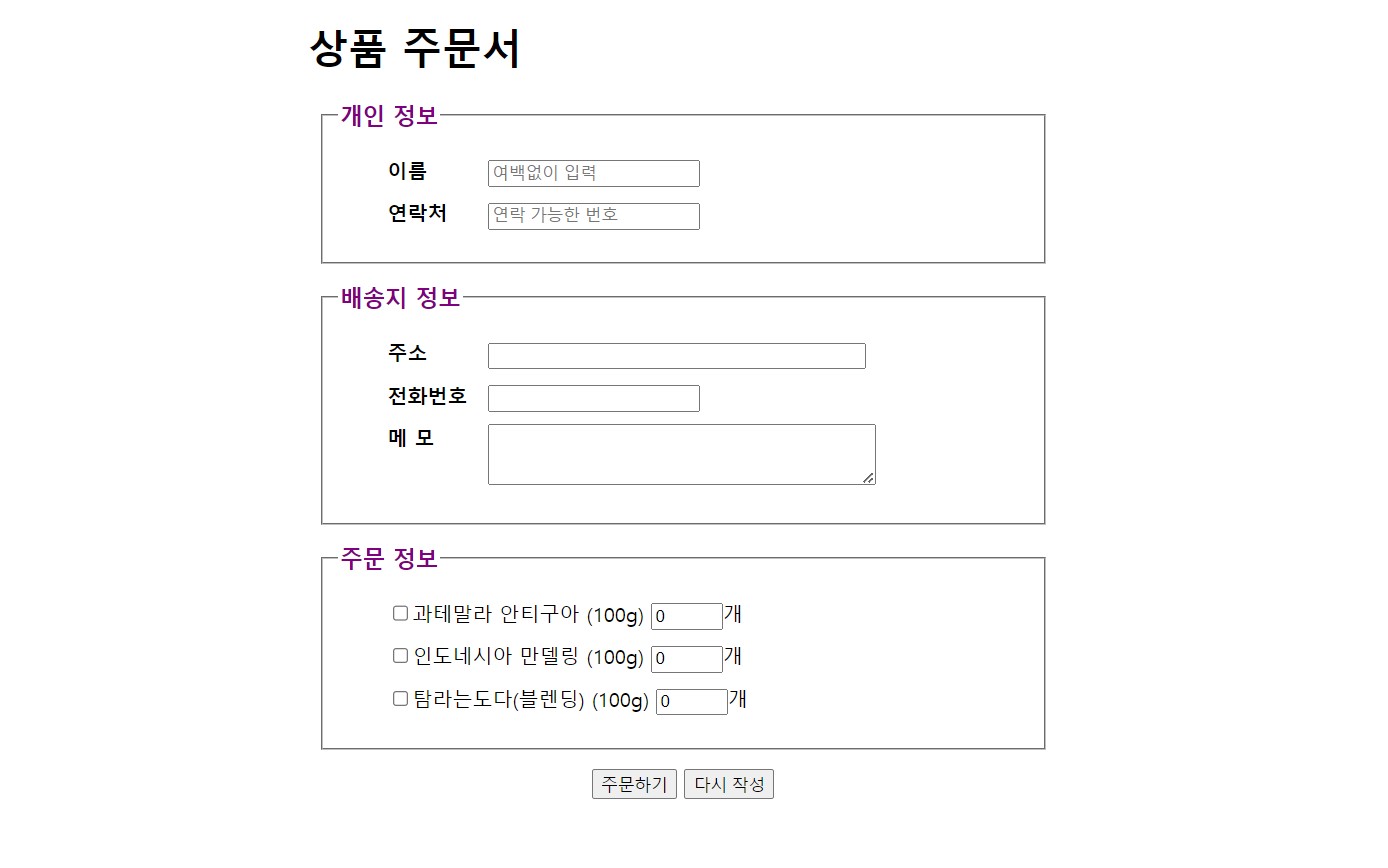 상품 주문서
개인 정보
이름 여백없이 입력
연락처 연락 가능한 번호
배송지 정보
주소
전화번호
메 모
주문 정보
과테말라 안티구아 (100g) 0개
인도네시아 만델링 (100g) 0개
탐라는도다(블렌딩) (100g) 0개
주문하기 다시 작성